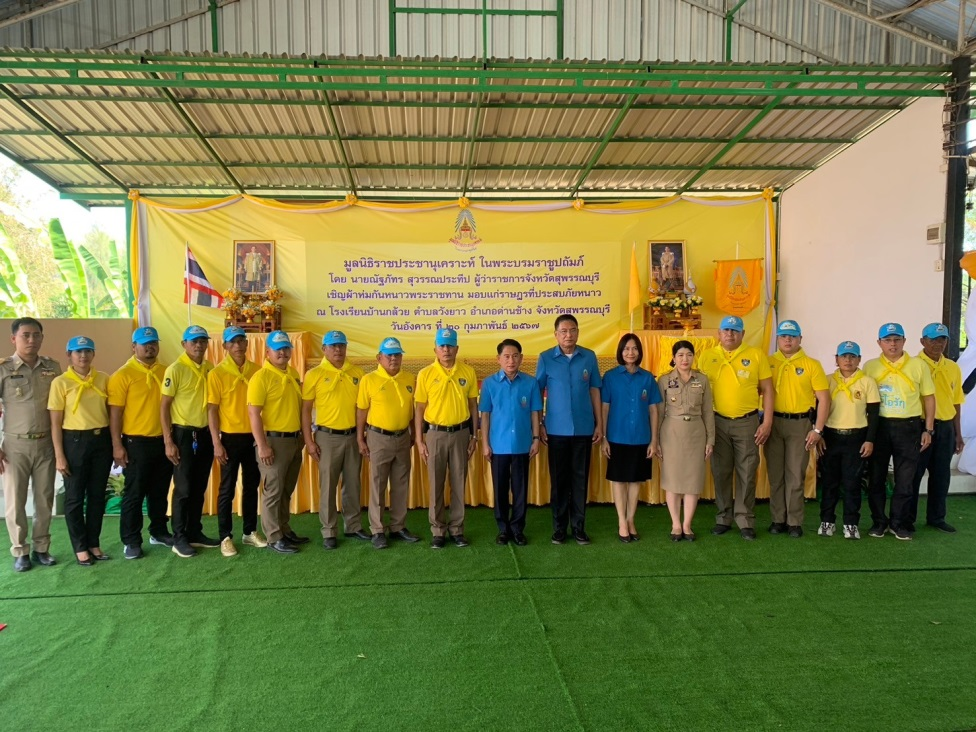 มูลนิธิราชประชานุเคราะห์ ในพระบรมราชูปถัมภ์
โดย นายณัฐภัทร สุวรรณประทีป ผู้ว่าราชการจังหวัดสุพรรณบุรี
เชิญผ้าห่มกันหนาวพระราชทาน มอบแก่ราษฎรที่ประสบภัยหนาว
ณ โรงเรียนบ้านกล้วย ตำบลวังยาว อำเภอด่านช้าง จังหวัดสุพรรณบุรี
วันอังคาร ที่ ๒๐ กุมภาพันธ์ ๒๕๖๗